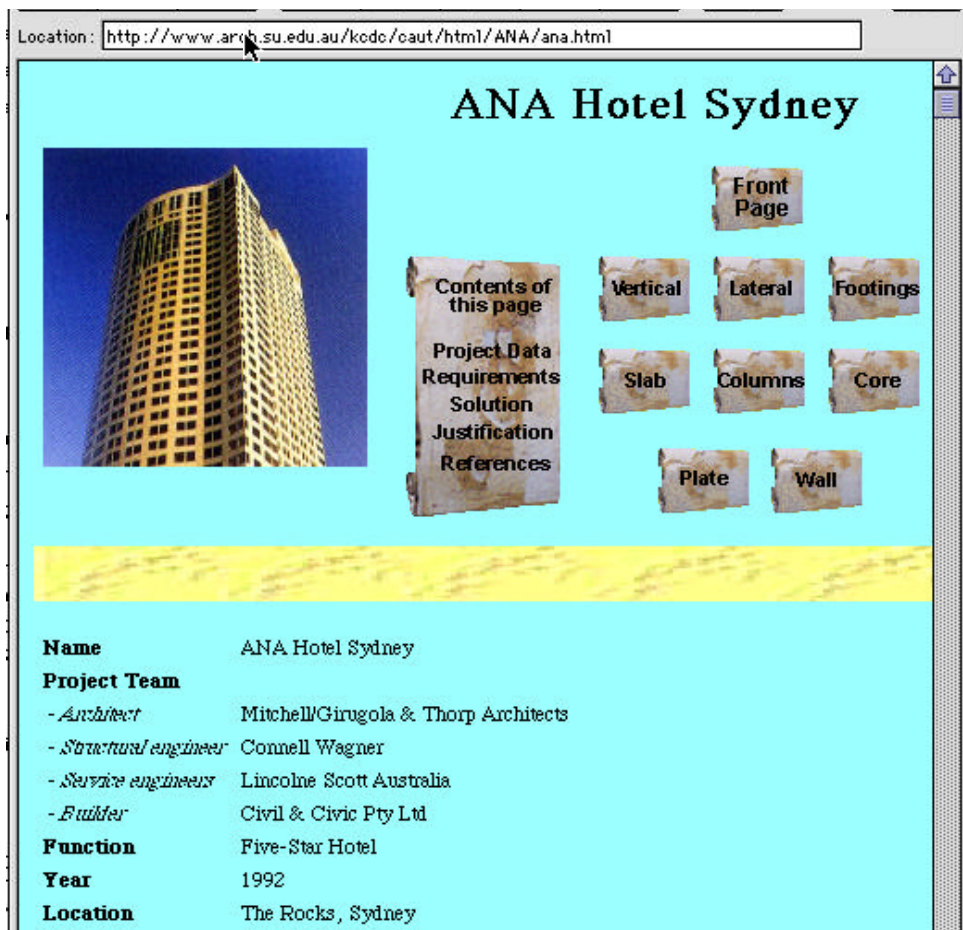 Location: http://www.arch.su.edu.au/kcdc/caut/html/ANA/ana.html
ANA Hotel Sydney
Front
Page
Contents of
this page
Project Data
Requirements
Solution
Justification
References
Vertical
Lateral
Footings
Slab
Columns
Core
Plate
Wall
Name ANA Hotel Sydney
Project Team
- Architect Mitchell/Girugola & Thorp Architects
- Structural engineer Connell Wagner
- Service engineers Lincolne Scott Australia
- Builder Civil & Civic Pty Ltd
Function Five-Star Hotel
Year 1992
Location The Rocks, Sydney